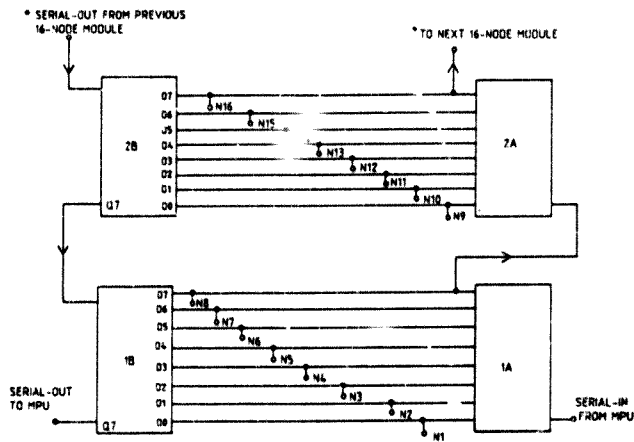 * SERIAL-OUT FROM PREVIOUS
16-NODE MODULE
* TO NEXT 16-NODE MODULE
D7
N16
D6
N15
D5
2B
D4
N13
2A
D3
N12
D2
N11
D1
N10
Q7
D0
N9
D7
N8
D6
N7
D5
N6
D4
N5
1B
D3
N4
1A
D2
N3
SERIAL-OUT
TO MPU
D1
N2
SERIAL-IN
FROM MPU
Q7
D0
N1